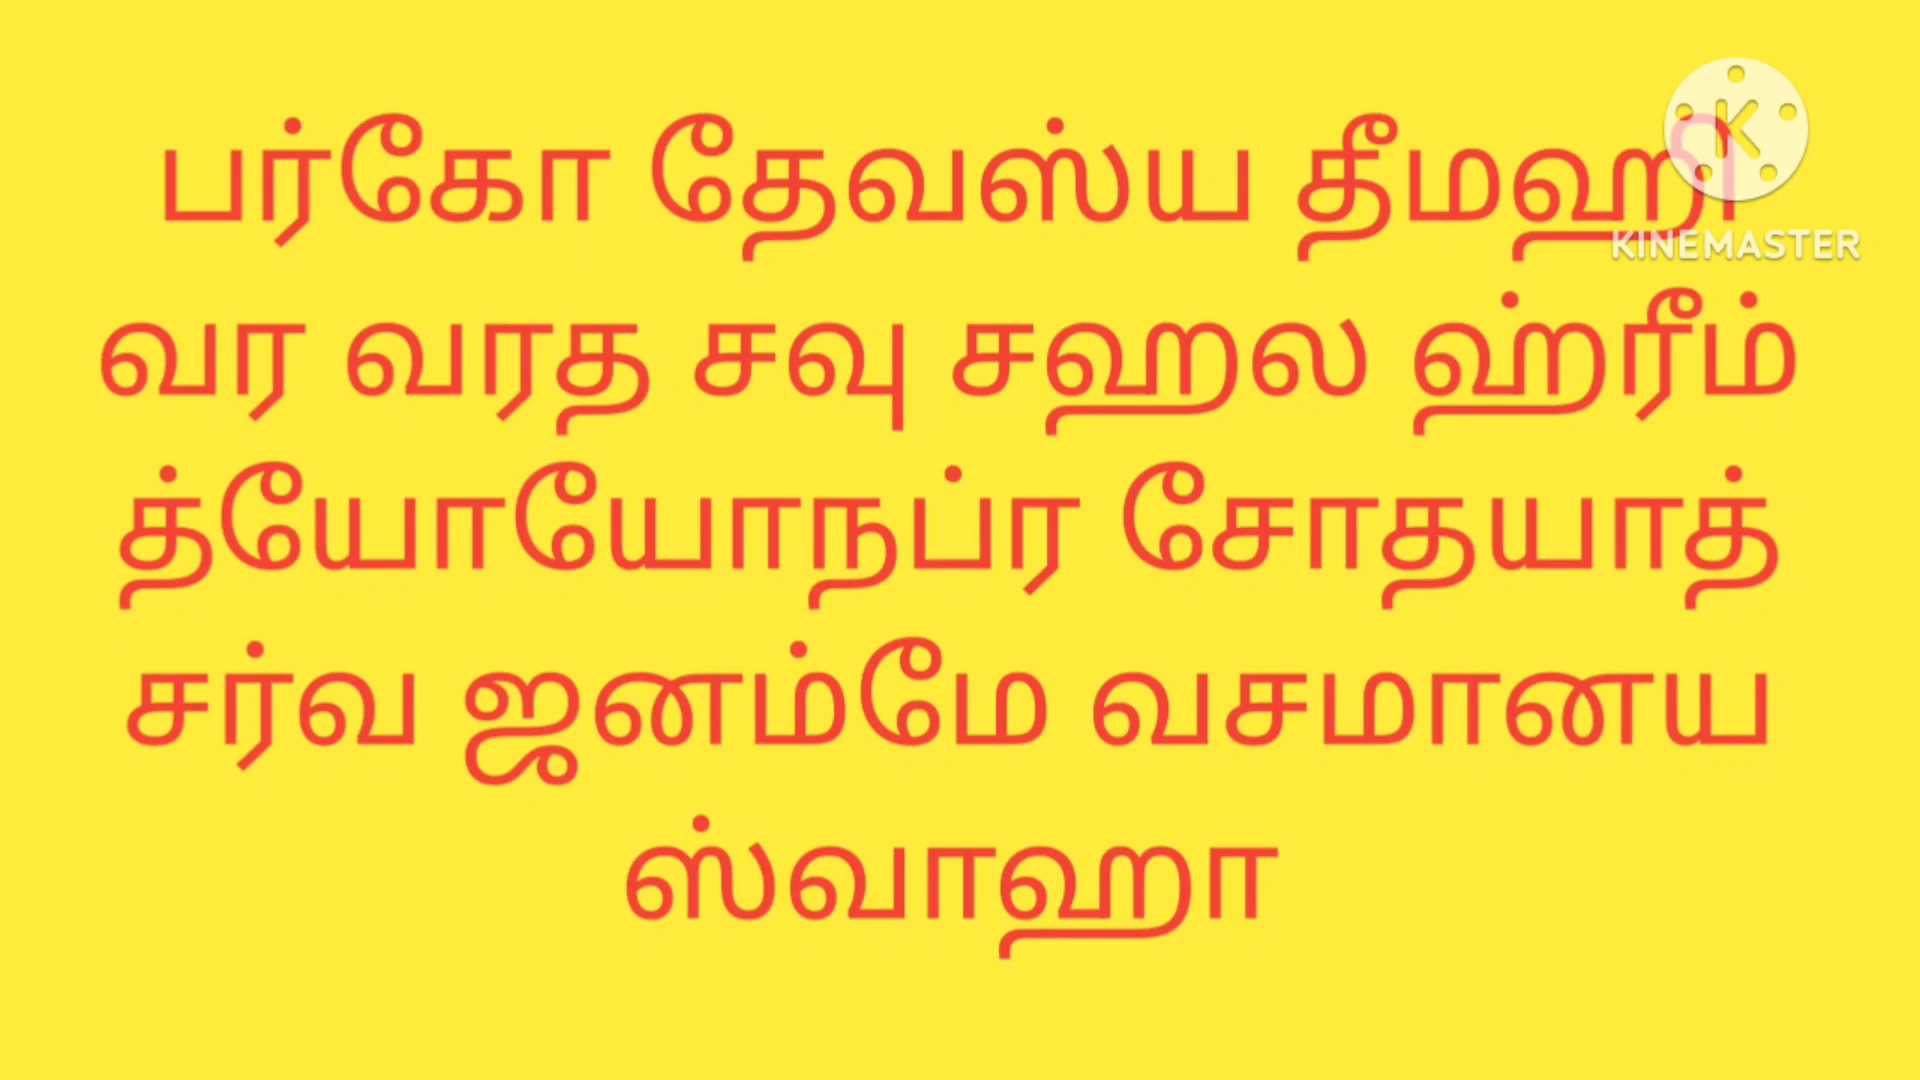 பர்கோ தேவஸ்ய தீமஹி
வர வரத சவு சஹல ஹ்ரீம்
த்யோயோநப்ர சோதயாத்
சர்வ ஜனம்மே வசமானய
ஸ்வாஹா
KINEMASTER